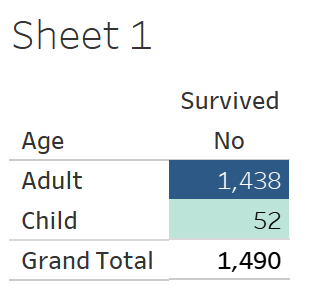 Sheet 1
Survived
Age No
Adult 1,438
Child 52
Grand Total 1,490